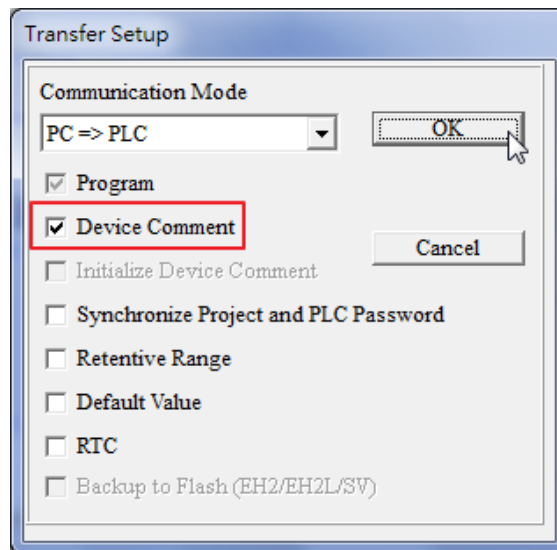 Transfer Setup
Communication Mode
PC => PLC
OK
Program
Device Comment
Cancel
Initialize Device Comment
Synchronize Project and PLC Password
Retentive Range
Default Value
RTC
Backup to Flash (EH2/EH2L/SV)